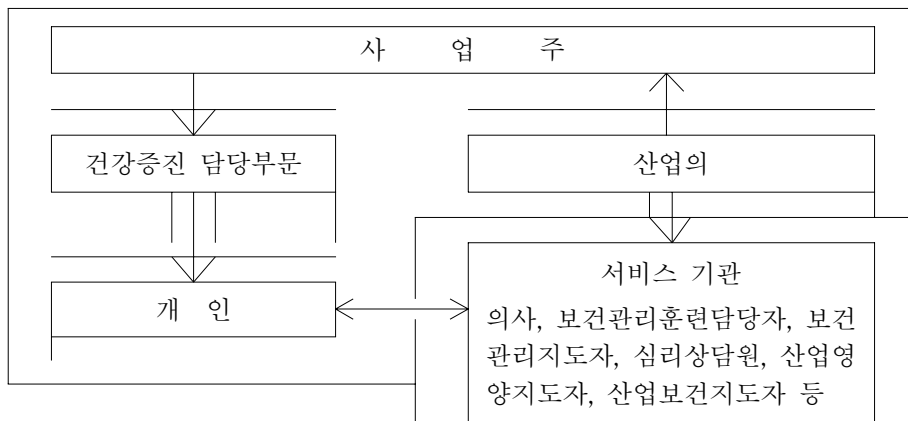 사 업 주
건강증진 담당부문
산업의
개 인
서비스 기관
의사, 보건관리훈련담당자, 보건
관리지도자, 심리상담원, 산업영
양지도자, 산업보건지도자 등